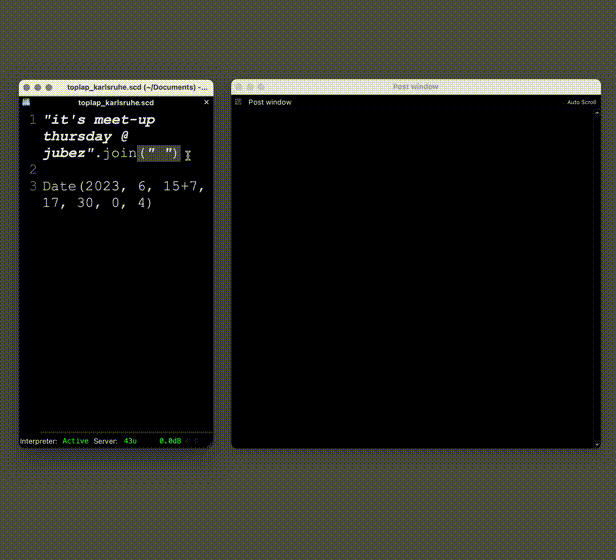 toplap_karlsruhe.scd (~/Documents) -...
toplap_karlsruhe.scd
1 "it's meet-up
thursday @
jubez".join(" ")
2
3 Date(2023, 6, 15+7,
17, 30, 0, 4)
Interpreter: Active Server: 43u 0.0dB
Post window
Post window
Auto Scroll